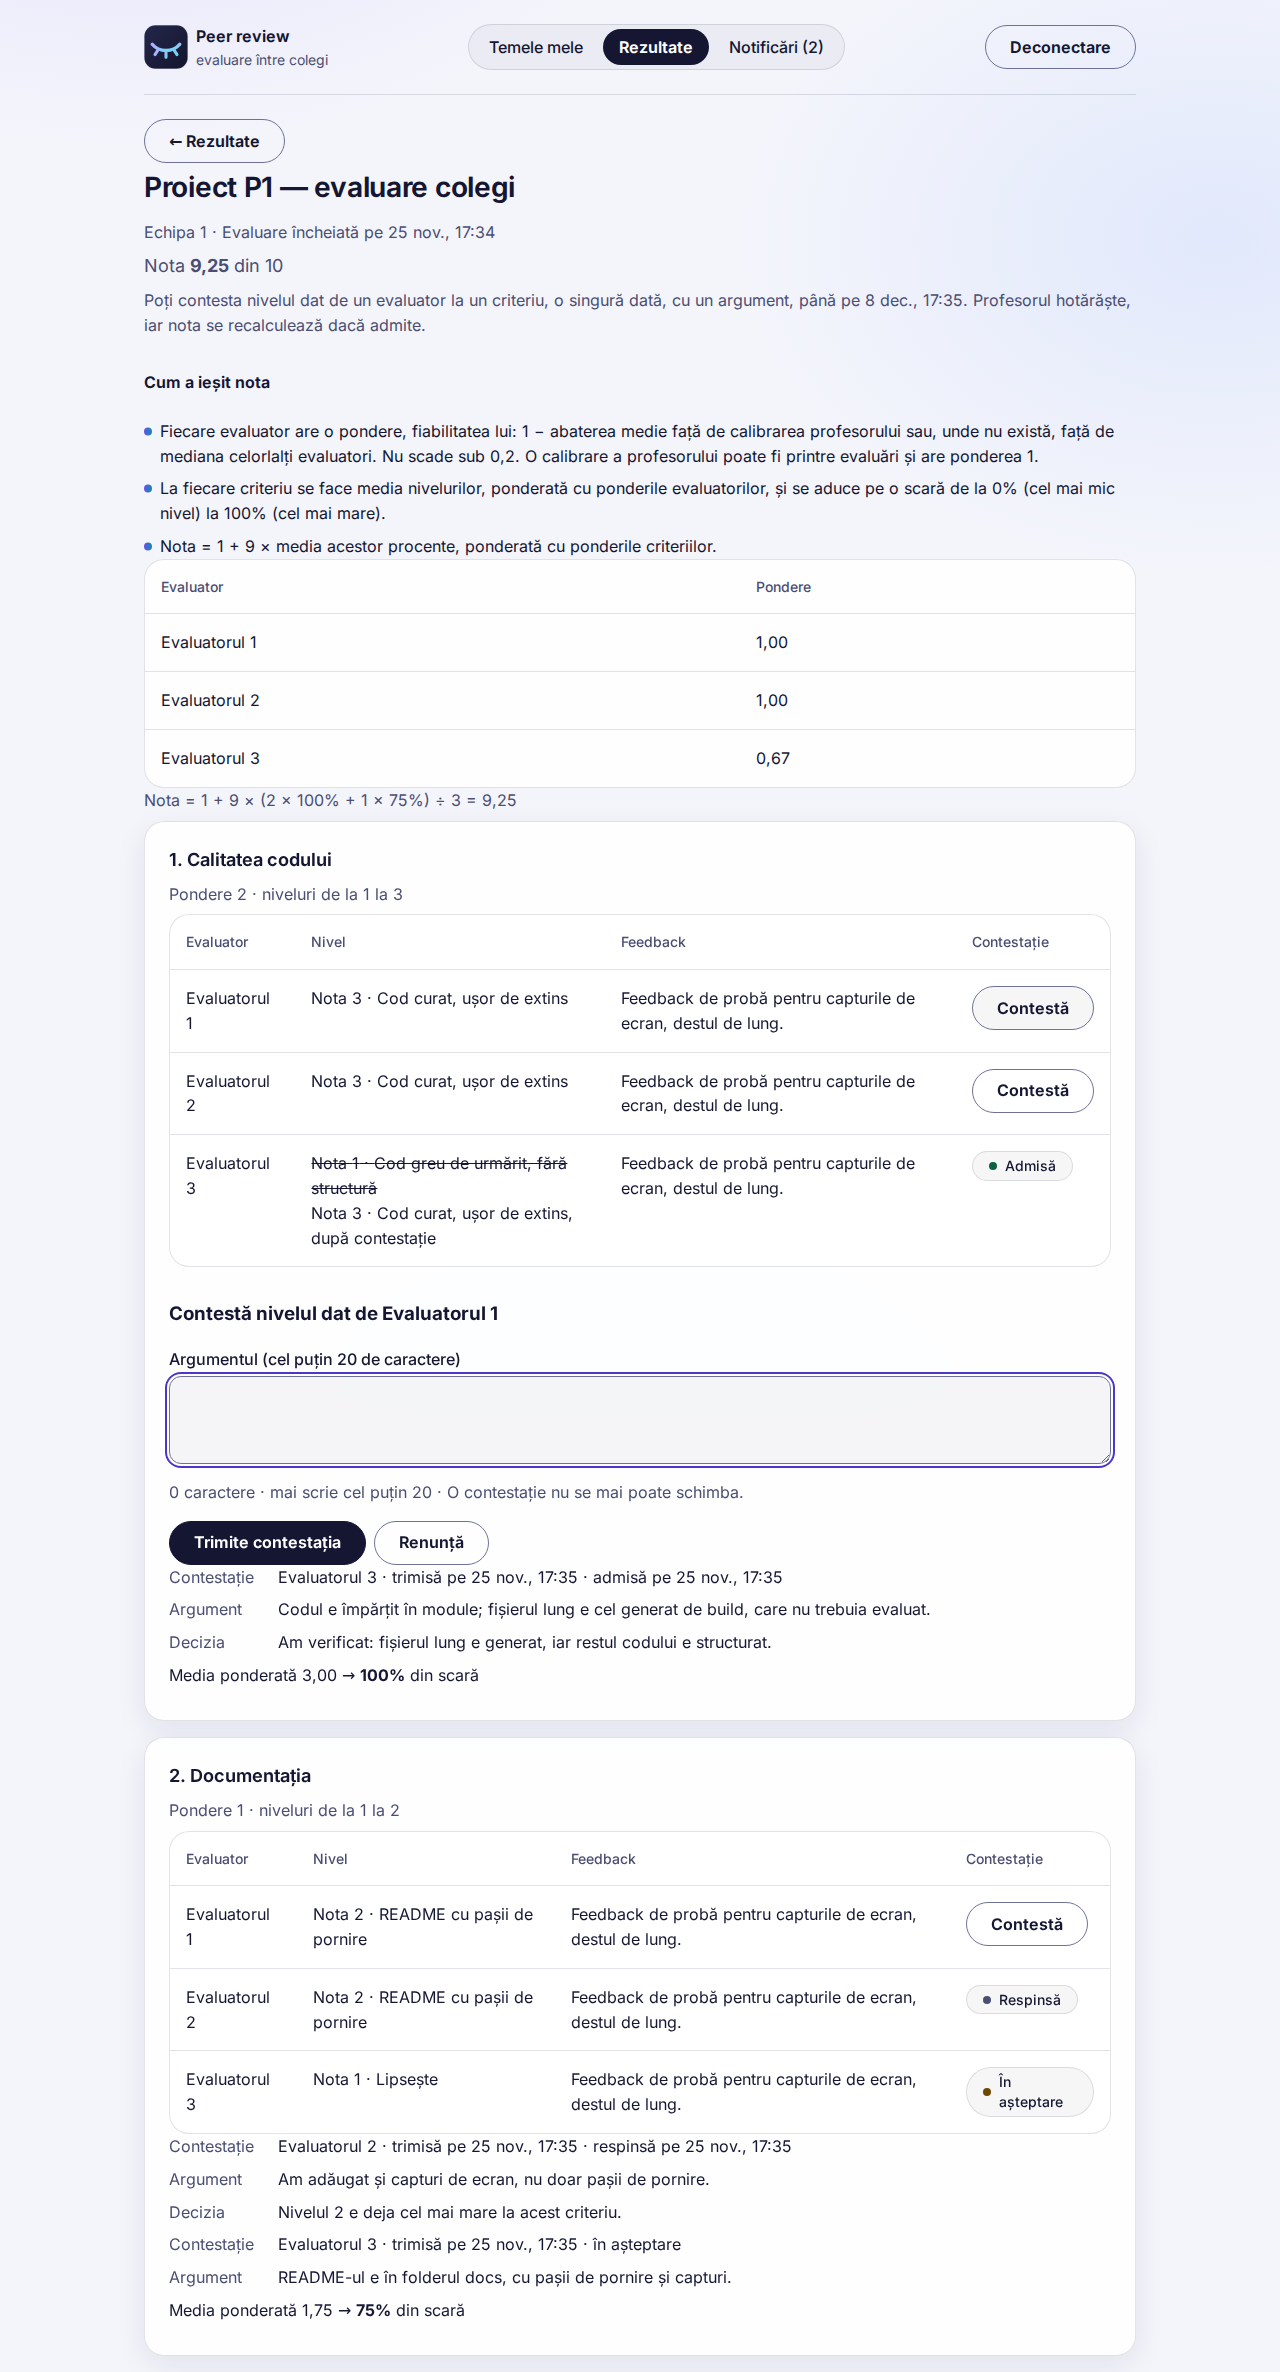 Peer review
evaluare între colegi
Temele mele
Rezultate
Notificări (2)
Deconectare
← Rezultate
Proiect P1 — evaluare colegi
Echipa 1 · Evaluare încheiată pe 25 nov., 17:34
Nota 9,25 din 10
Poți contesta nivelul dat de un evaluator la un criteriu, o singură dată, cu un argument, până pe 8 dec., 17:35. Profesorul hotărăște,
iar nota se recalculează dacă admite.
Cum a ieșit nota
Fiecare evaluator are o pondere, fiabilitatea lui: 1 − abaterea medie față de calibrarea profesorului sau, unde nu există, față de
mediana celorlalți evaluatori. Nu scade sub 0,2. O calibrare a profesorului poate fi printre evaluări și are ponderea 1.
La fiecare criteriu se face media nivelurilor, ponderată cu ponderile evaluatorilor, și se aduce pe o scară de la 0% (cel mai mic
nivel) la 100% (cel mai mare).
Nota = 1 + 9 × media acestor procente, ponderată cu ponderile criteriilor.
Evaluator Pondere
Evaluatorul 1 1,00
Evaluatorul 2 1,00
Evaluatorul 3 0,67
Nota = 1 + 9 × (2 × 100% + 1 × 75%) ÷ 3 = 9,25
1. Calitatea codului
Pondere 2 · niveluri de la 1 la 3
Evaluator Nivel Feedback Contestație
Evaluatorul Nota 3 · Cod curat, ușor de extins Feedback de probă pentru capturile de Contestă
1 ecran, destul de lung.
Evaluatorul Nota 3 · Cod curat, ușor de extins Feedback de probă pentru capturile de Contestă
2 ecran, destul de lung.
Evaluatorul Nota 1 · Cod greu de urmărit, fără Feedback de probă pentru capturile de Admisă
3 structură ecran, destul de lung.
Nota 3 · Cod curat, ușor de extins,
după contestație
Contestă nivelul dat de Evaluatorul 1
Argumentul (cel puțin 20 de caractere)
0 caractere · mai scrie cel puțin 20 · O contestație nu se mai poate schimba.
Trimite contestația Renunță
Contestație Evaluatorul 3 · trimisă pe 25 nov., 17:35 · admisă pe 25 nov., 17:35
Argument Codul e împărțit în module; fișierul lung e cel generat de build, care nu trebuia evaluat.
Decizia Am verificat: fișierul lung e generat, iar restul codului e structurat.
Media ponderată 3,00 → 100% din scară
2. Documentația
Pondere 1 · niveluri de la 1 la 2
Evaluator Nivel Feedback Contestație
Evaluatorul Nota 2 · README cu pașii de Feedback de probă pentru capturile de ecran, Contestă
1 pornire destul de lung.
Evaluatorul Nota 2 · README cu pașii de Feedback de probă pentru capturile de ecran, Respinsă
2 pornire destul de lung.
Evaluatorul Nota 1 · Lipsește Feedback de probă pentru capturile de ecran, În
3 destul de lung. așteptare
Contestație Evaluatorul 2 · trimisă pe 25 nov., 17:35 · respinsă pe 25 nov., 17:35
Argument Am adăugat și capturi de ecran, nu doar pașii de pornire.
Decizia Nivelul 2 e deja cel mai mare la acest criteriu.
Contestație Evaluatorul 3 · trimisă pe 25 nov., 17:35 · în așteptare
Argument README-ul e în folderul docs, cu pașii de pornire și capturi.
Media ponderată 1,75 → 75% din scară